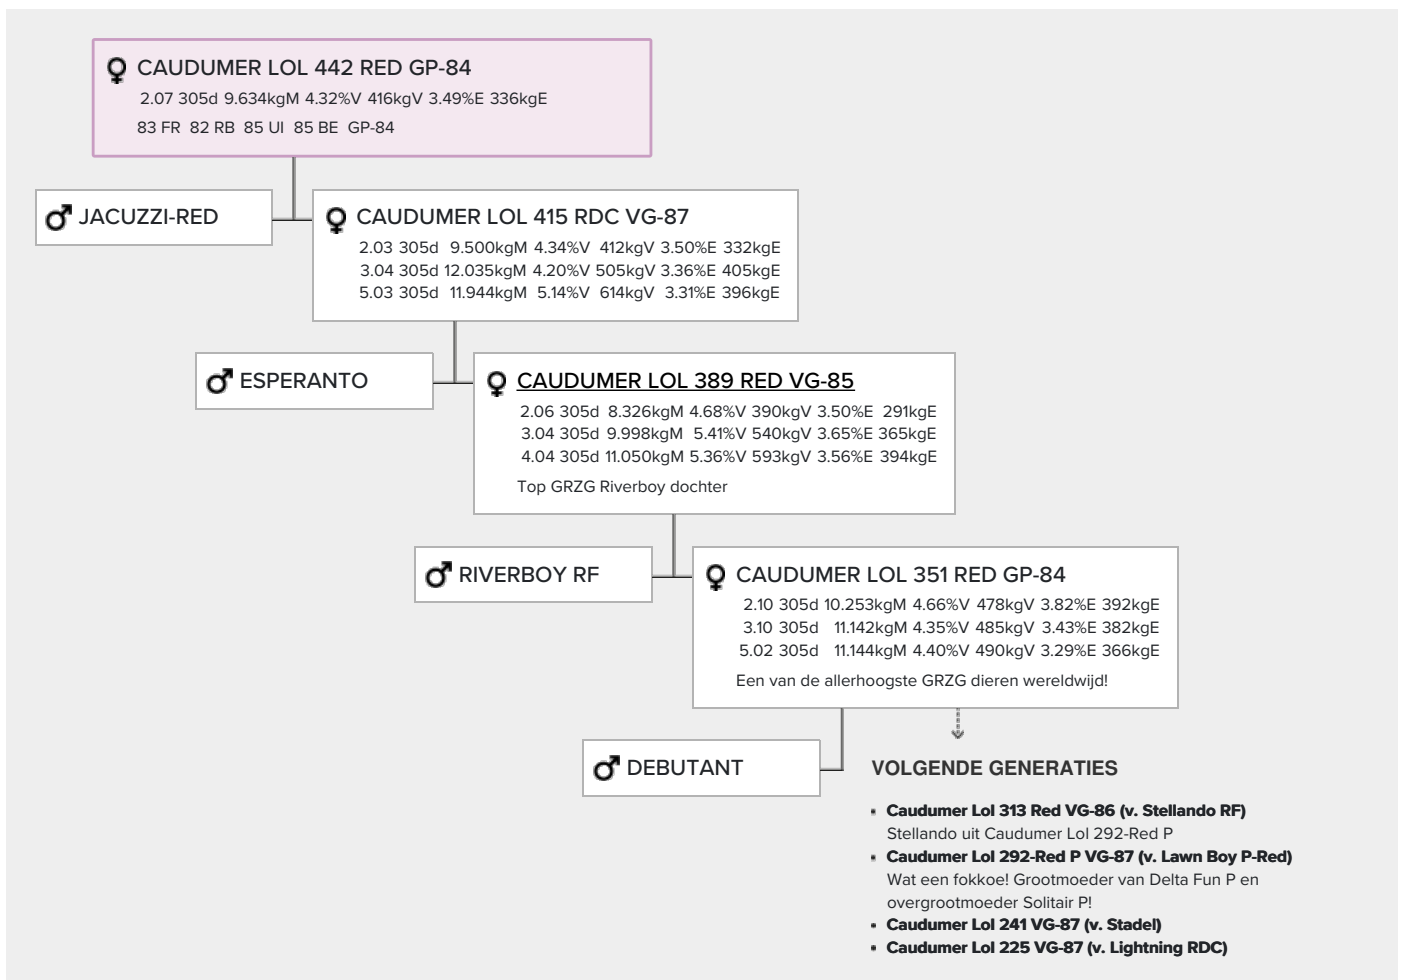 CAUDUMER LOL 442 RED GP-84
2.07 305d 9.634kgM 4.32%V 416kgV 3.49%E 336kgE
83 FR 82 RB 85 UI 85 BE GP-84
JACUZZI-RED
CAUDUMER LOL 415 RDC VG-87
2.03 305d 9.500kgM 4.34%V 412kgV 3.50%E 332kgE
3.04 305d 12.035kgM 4.20%V 505kgV 3.36%E 405kgE
5.03 305d 11.944kgM 5.14%V 614kgV 3.31%E 396kgE
ESPERANTO
CAUDUMER LOL 389 RED VG-85
2.06 305d 8.326kgM 4.68%V 390kgV 3.50%E 291kgE
3.04 305d 9.998kgM 5.41%V 540kgV 3.65%E 365kgE
4.04 305d 11.050kgM 5.36%V 593kgV 3.56%E 394kgE
Top GRZG Riverboy dochter
RIVERBOY RF
CAUDUMER LOL 351 RED GP-84
2.10 305d 10.253kgM 4.66%V 478kgV 3.82%E 392kgE
3.10 305d 11.142kgM 4.35%V 485kgV 3.43%E 382kgE
5.02 305d 11.144kgM 4.40%V 490kgV 3.29%E 366kgE
Een van de allerhoogste GRZG dieren wereldwijd!
DEBUTANT
VOLGENDE GENERATIES
Caudumer Lol 313 Red VG-86 (v. Stellando RF)
Stellando uit Caudumer Lol 292-Red P
Caudumer Lol 292-Red P VG-87 (v. Lawn Boy P-Red)
Wat een fokkoe! Grootmoeder van Delta Fun P en
overgrootmoeder Solitair P!
Caudumer Lol 241 VG-87 (v. Stadel)
Caudumer Lol 225 VG-87 (v. Lightning RDC)